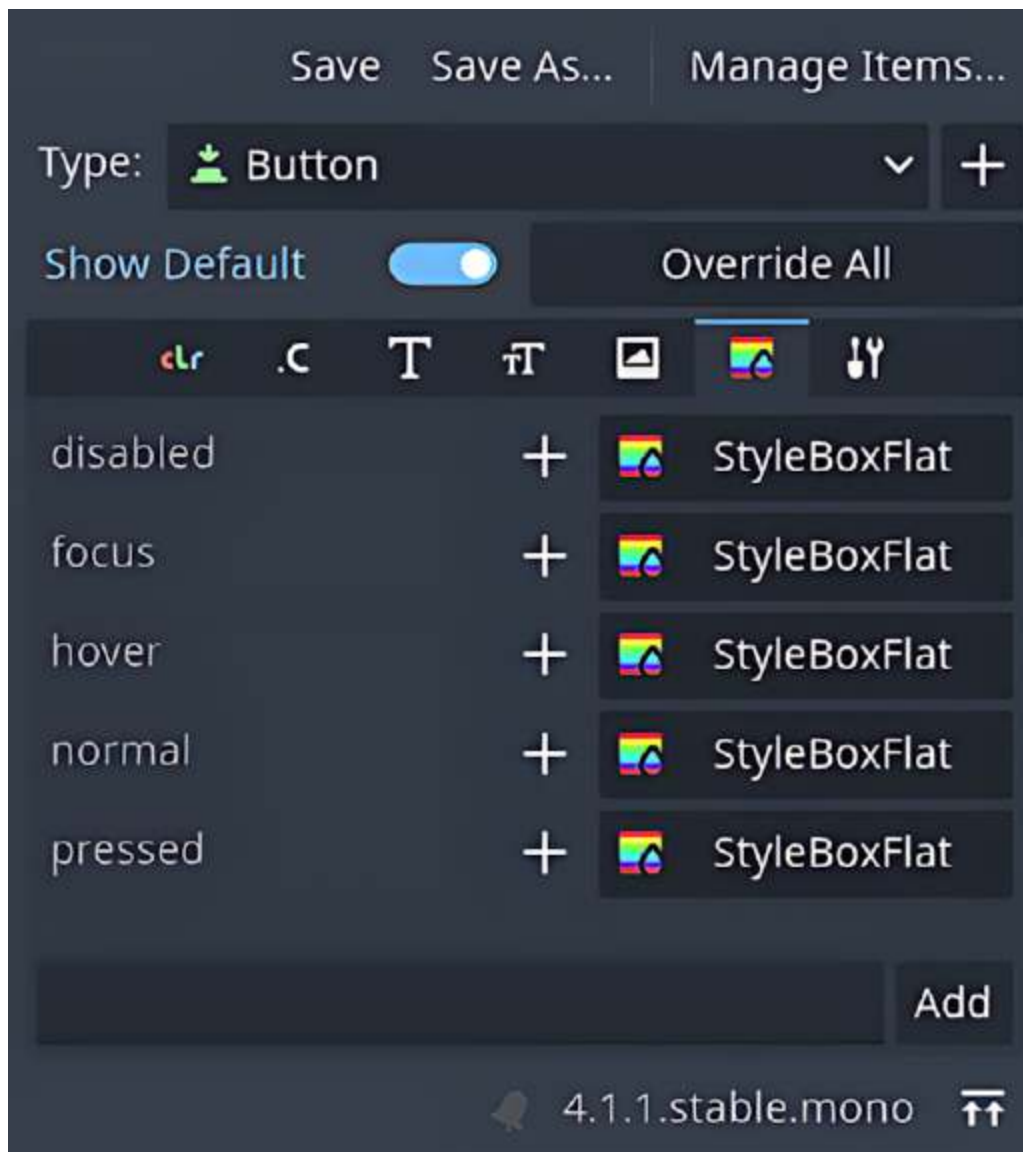 Save Save As... Manage Items...
Type: Button
Show Default Override All
cLr .C T TT
disabled StyleBoxFlat
focus StyleBoxFlat
hover StyleBoxFlat
normal StyleBoxFlat
pressed StyleBoxFlat
Add
4.1.1.stable.mono